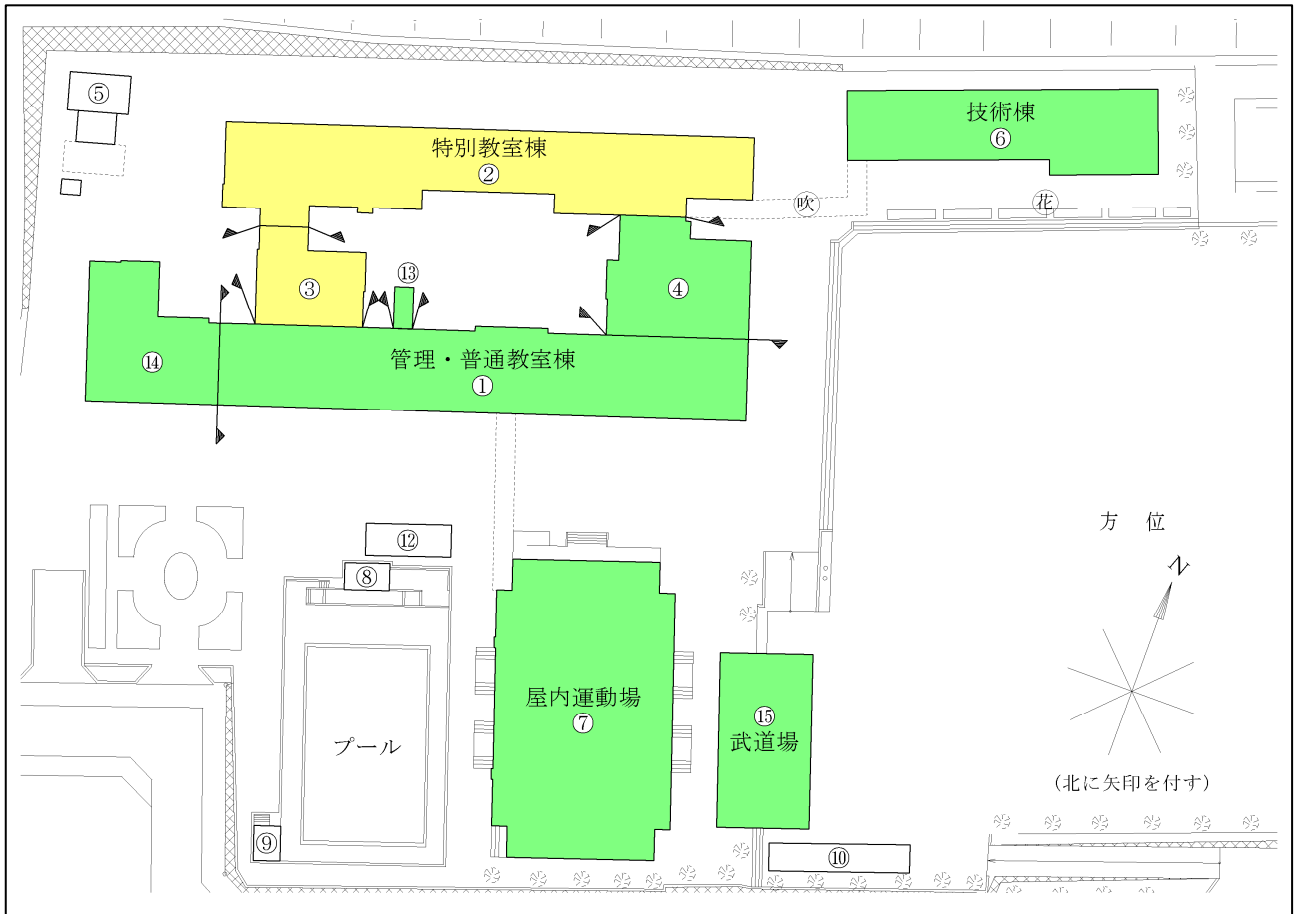 ⑤
技術棟
⑥
特別教室棟
②
吹
花
③
⑬
④
⑭
管理・普通教室棟
①
方 位
N
⑫
⑧
屋内運動場
⑦
⑮
武道場
プール
(北に矢印を付す)
⑨
⑩